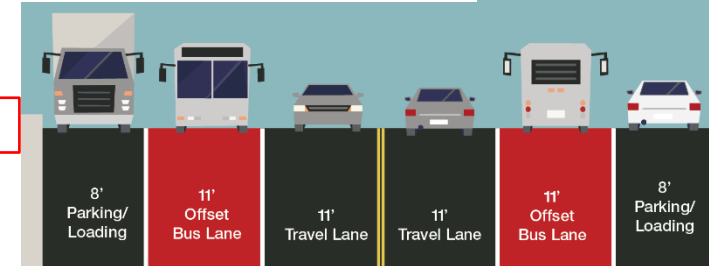 8’
Parking/
Loading
11’
Offset
Bus Lane
11’
Travel Lane
11’
Travel Lane
11’
Offset
Bus Lane
8’
Parking/
Loading